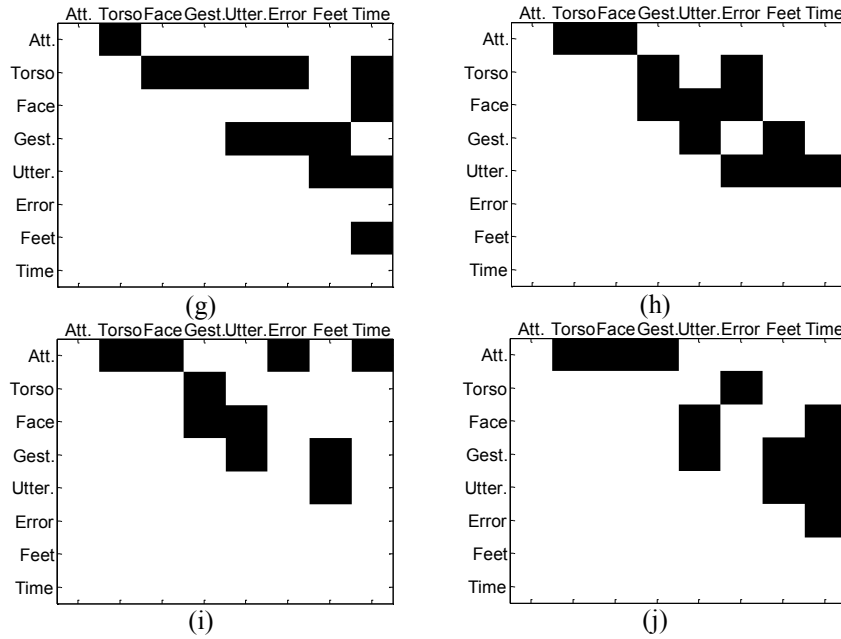 Att. Torso Face Gest. Utter. Error Feet Time
Att.
Torso
Face
Gest.
Utter.
Error
Feet
Time
(g)
Att. Torso Face Gest. Utter. Error Feet Time
Att.
Torso
Face
Gest.
Utter.
Error
Feet
Time
(h)
Att. Torso Face Gest. Utter. Error Feet Time
Att.
Torso
Face
Gest.
Utter.
Error
Feet
Time
(i)
Att. Torso Face Gest. Utter. Error Feet Time
Att.
Torso
Face
Gest.
Utter.
Error
Feet
Time
(j)